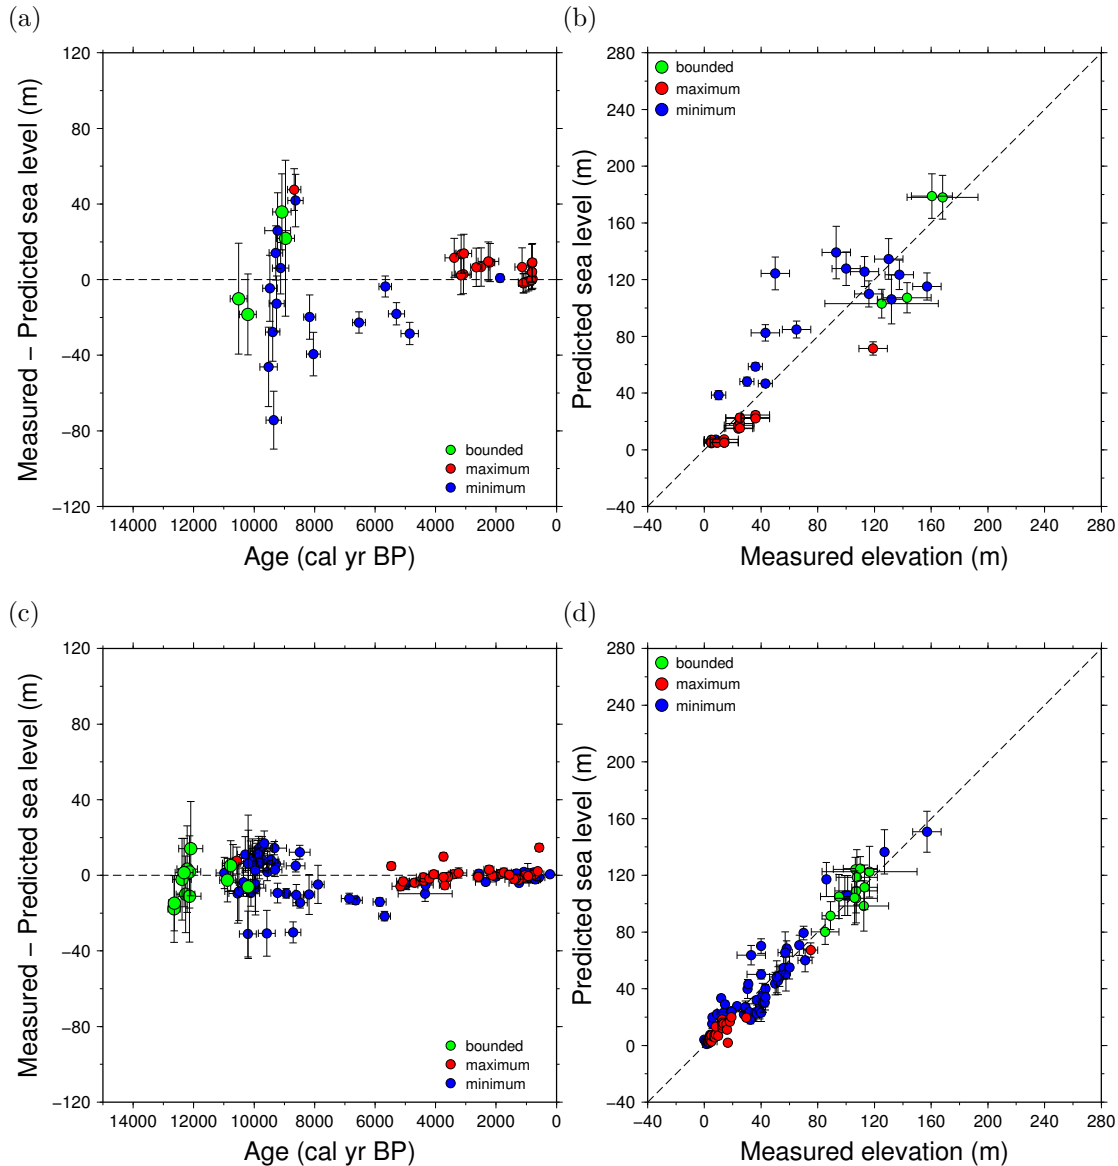 (a)
(b)
120
80
40
0
−40
−80
−120
Measured − Predicted sea level (m)
14000 12000 10000 8000 6000 4000 2000 0
Age (cal yr BP)
bounded
maximum
minimum
280
240
200
160
120
80
40
0
−40
Predicted sea level (m)
−40 0 40 80 120 160 200 240 280
Measured elevation (m)
bounded
maximum
minimum
(c)
(d)
120
80
40
0
−40
−80
−120
Measured − Predicted sea level (m)
14000 12000 10000 8000 6000 4000 2000 0
Age (cal yr BP)
bounded
maximum
minimum
280
240
200
160
120
80
40
0
−40
Predicted sea level (m)
−40 0 40 80 120 160 200 240 280
Measured elevation (m)
bounded
maximum
minimum